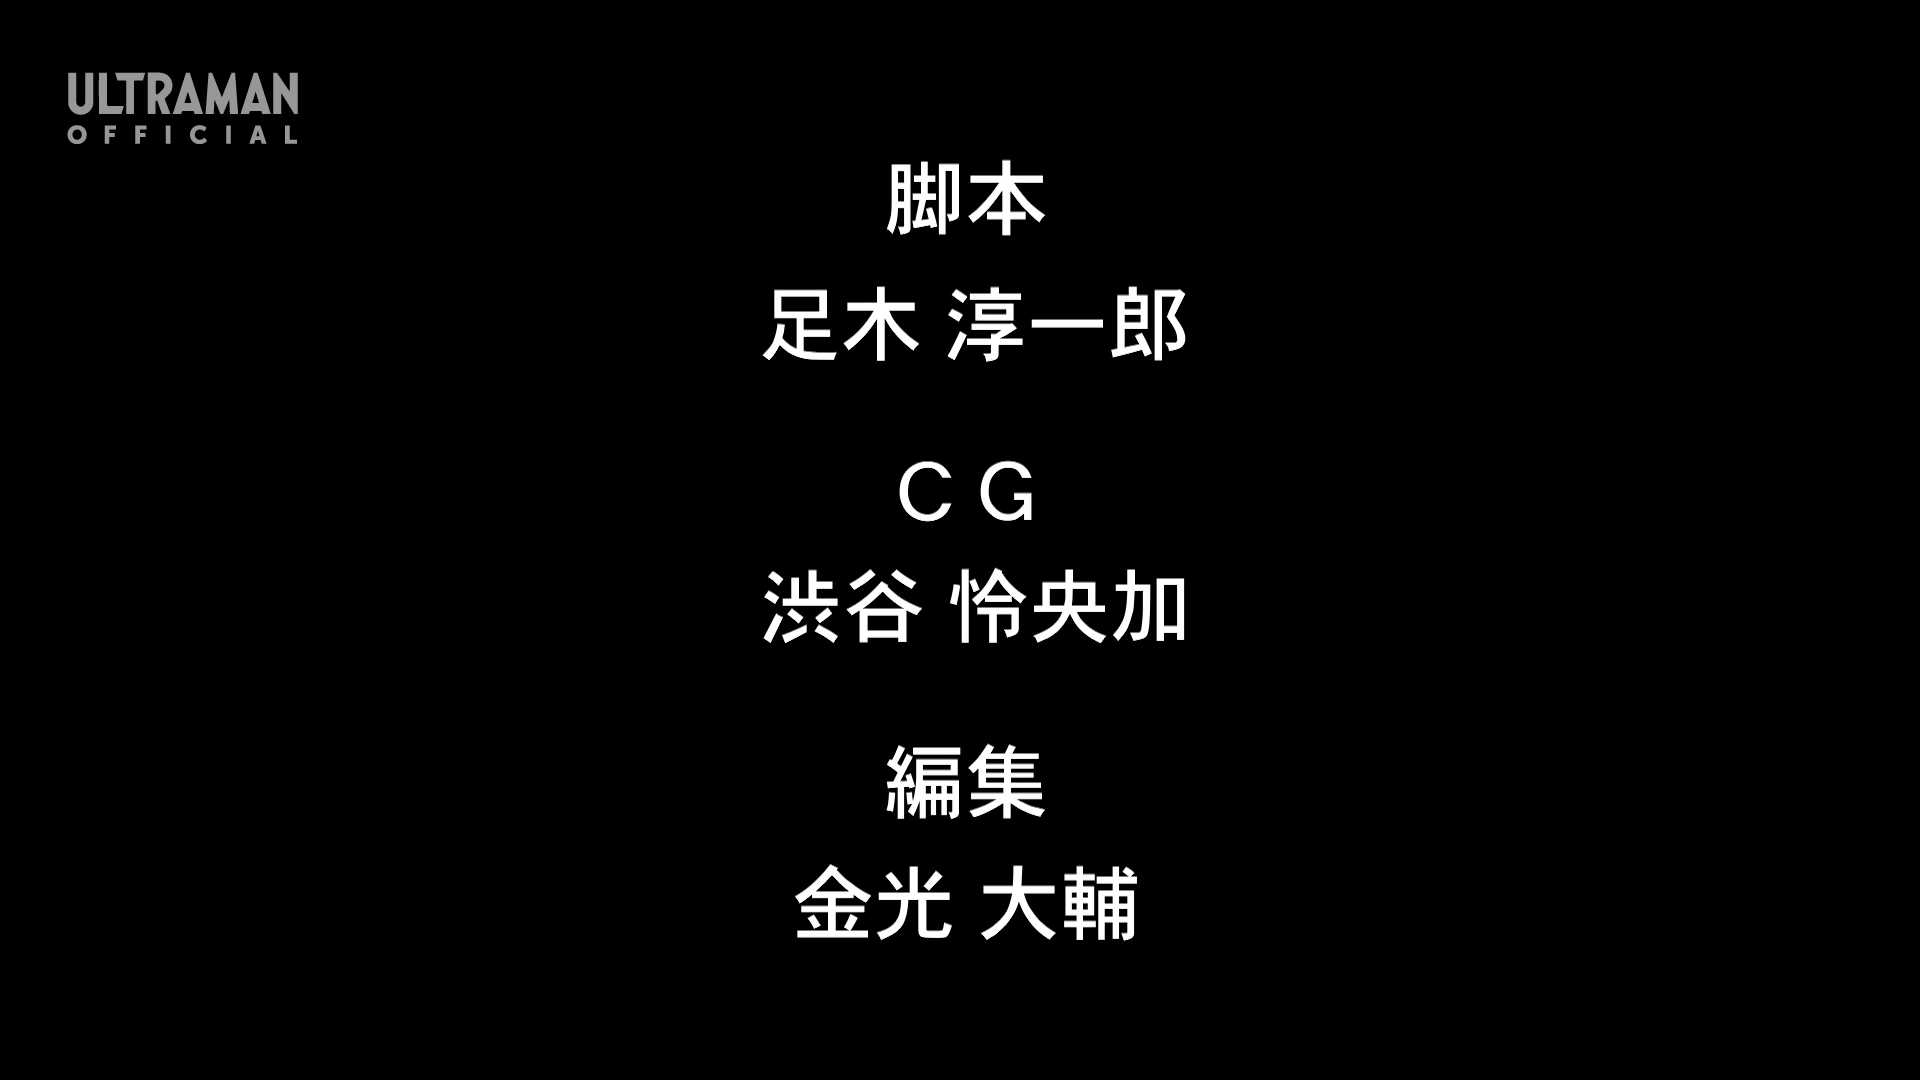 ULTRAMAN
OFFICIAL
脚本
足木 淳一郎
ＣＧ
渋谷 怜央加
編集
金光 大輔